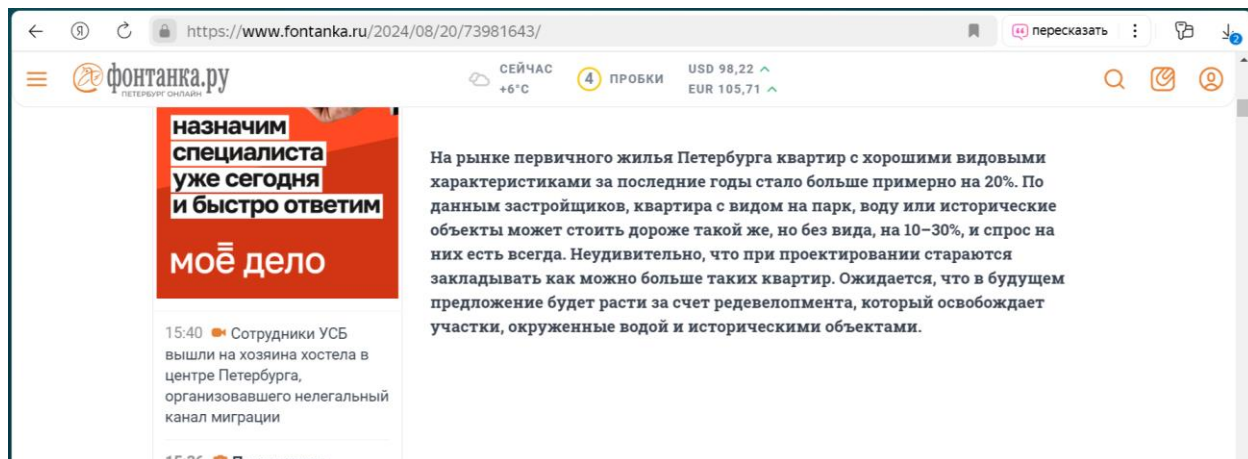 https://www.fontanka.ru/2024/08/20/73981643/
пересказать
2
фонтанка.ру
ПЕТЕРБУРГ ОНЛАЙН
СЕЙЧАС
+6°C
4 ПРОБКИ
USD 98,22
EUR 105,71
назначим
специалиста
уже сегодня
и быстро ответим
моё дело
15:40 Сотрудники УСБ
вышли на хозяина хостела в
центре Петербурга,
организовавшего нелегальный
канал миграции
На рынке первичного жилья Петербурга квартир с хорошими видовыми
характеристиками за последние годы стало больше примерно на 20%. По
данным застройщиков, квартира с видом на парк, воду или исторические
объекты может стоить дороже такой же, но без вида, на 10–30%, и спрос на
них есть всегда. Неудивительно, что при проектировании стараются
закладывать как можно больше таких квартир. Ожидается, что в будущем
предложение будет расти за счет редевелопмента, который освобождает
участки, окруженные водой и историческими объектами.